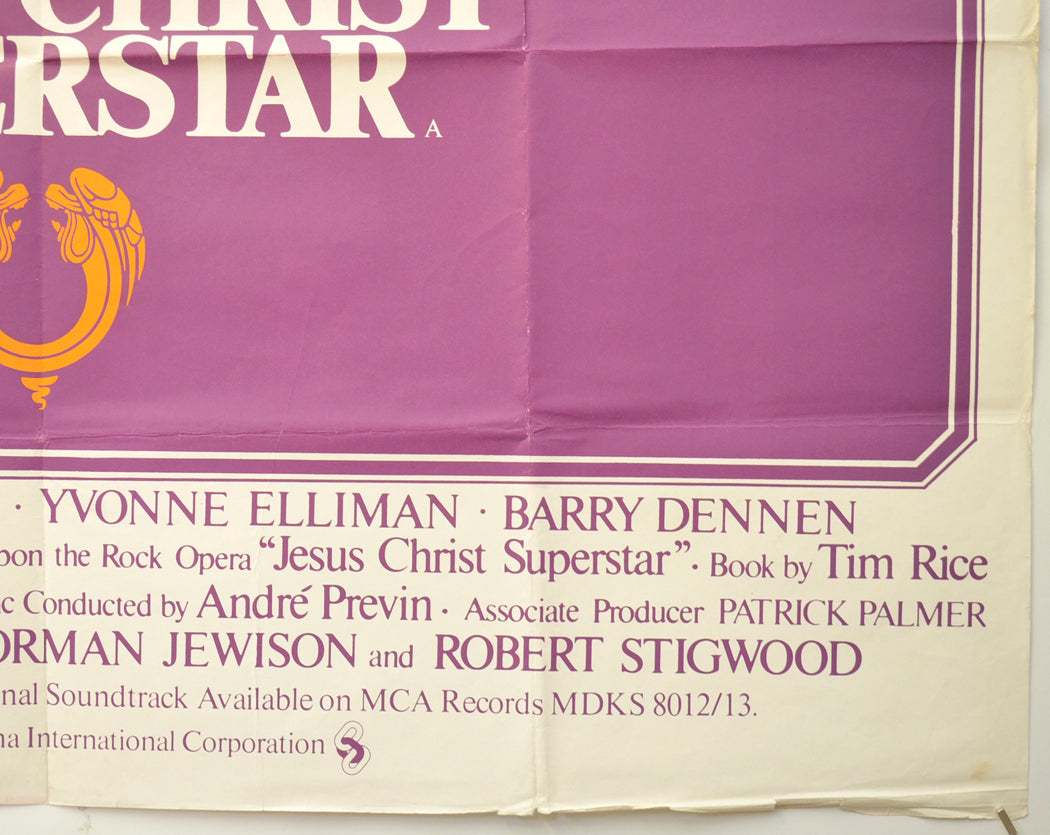 CHRIST
ERSTAR A
· YVONNE ELLIMAN · BARRY DENNEN
pon the Rock Opera “Jesus Christ Superstar”· Book by Tim Rice
c Conducted by André Previn · Associate Producer PATRICK PALMER
ORMAN JEWISON and ROBERT STIGWOOD
nal Soundtrack Available on MCA Records MDKS 8012/13.
ma International Corporation